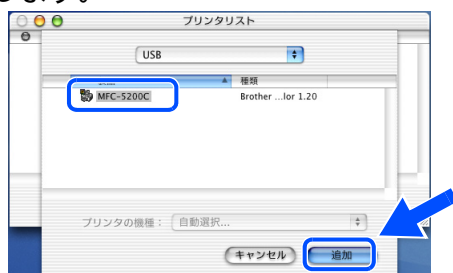 します。
プリンタリスト
USB
種類
MFC-5200C
Brother ...lor 1.20
プリンタの機種：
自動選択...
キャンセル
追加